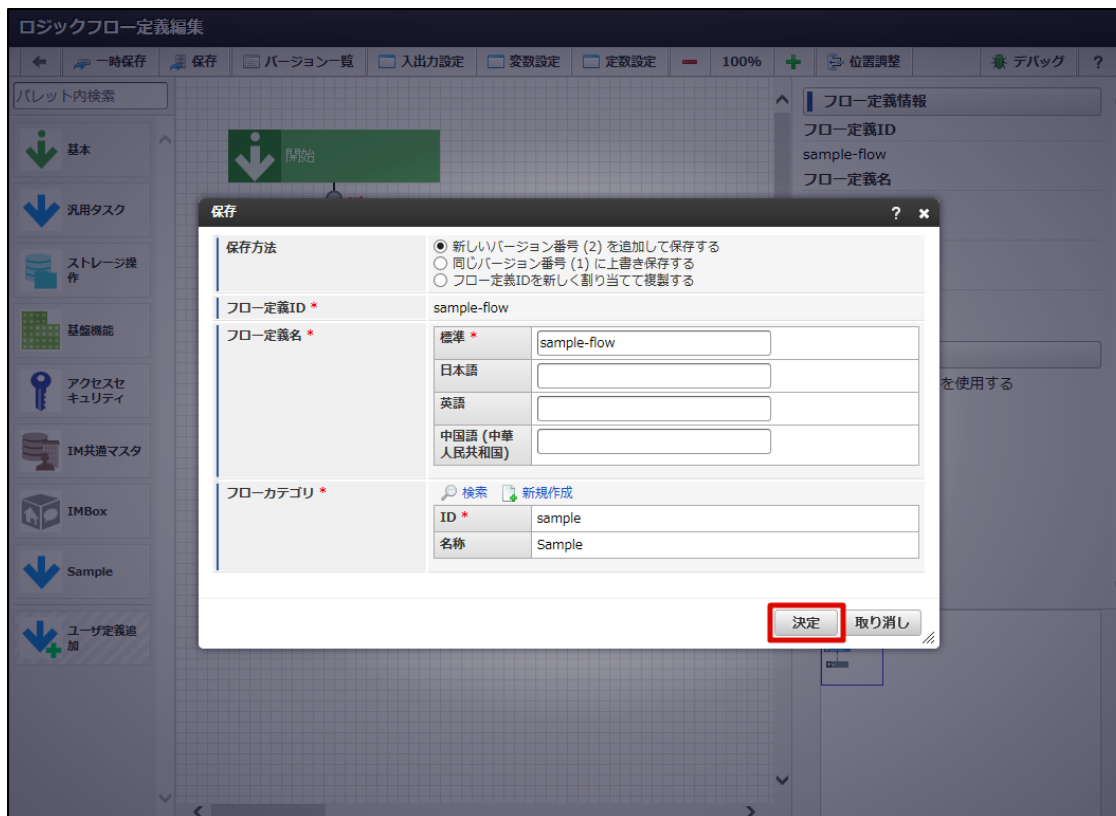 ロジックフロー定義編集
一時保存 保存 バージョン一覧 入出力設定 変数設定 定数設定 100% 位置調整 デバッグ ?
パレット内検索
基本
汎用タスク
ストレージ操
作
基盤機能
アクセスセ
キュリティ
IM共通マスタ
IMBox
Sample
ユーザ定義追
加
開始
フロー定義情報
フロー定義ID
sample-flow
フロー定義名
を使用する
保存 ?
保存方法
新しいバージョン番号 (2) を追加して保存する
同じバージョン番号 (1) に上書き保存する
フロー定義IDを新しく割り当てて複製する
フロー定義ID * sample-flow
フロー定義名 *
標準 * sample-flow
日本語
英語
中国語 (中華
人民共和国)
フローカテゴリ *
検索 新規作成
ID * sample
名称 Sample
決定 取り消し